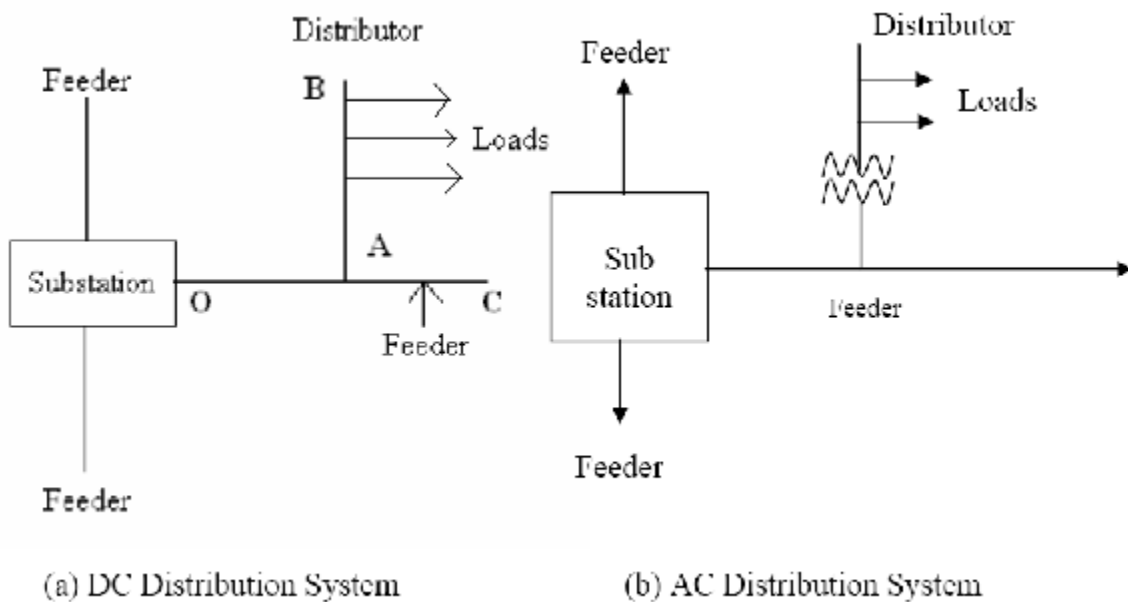 Distributor
Feeder
B
Loads
A
Substation
O
C
Feeder
Feeder
(a) DC Distribution System
Distributor
Feeder
Loads
Sub
station
Feeder
Feeder
(b) AC Distribution System